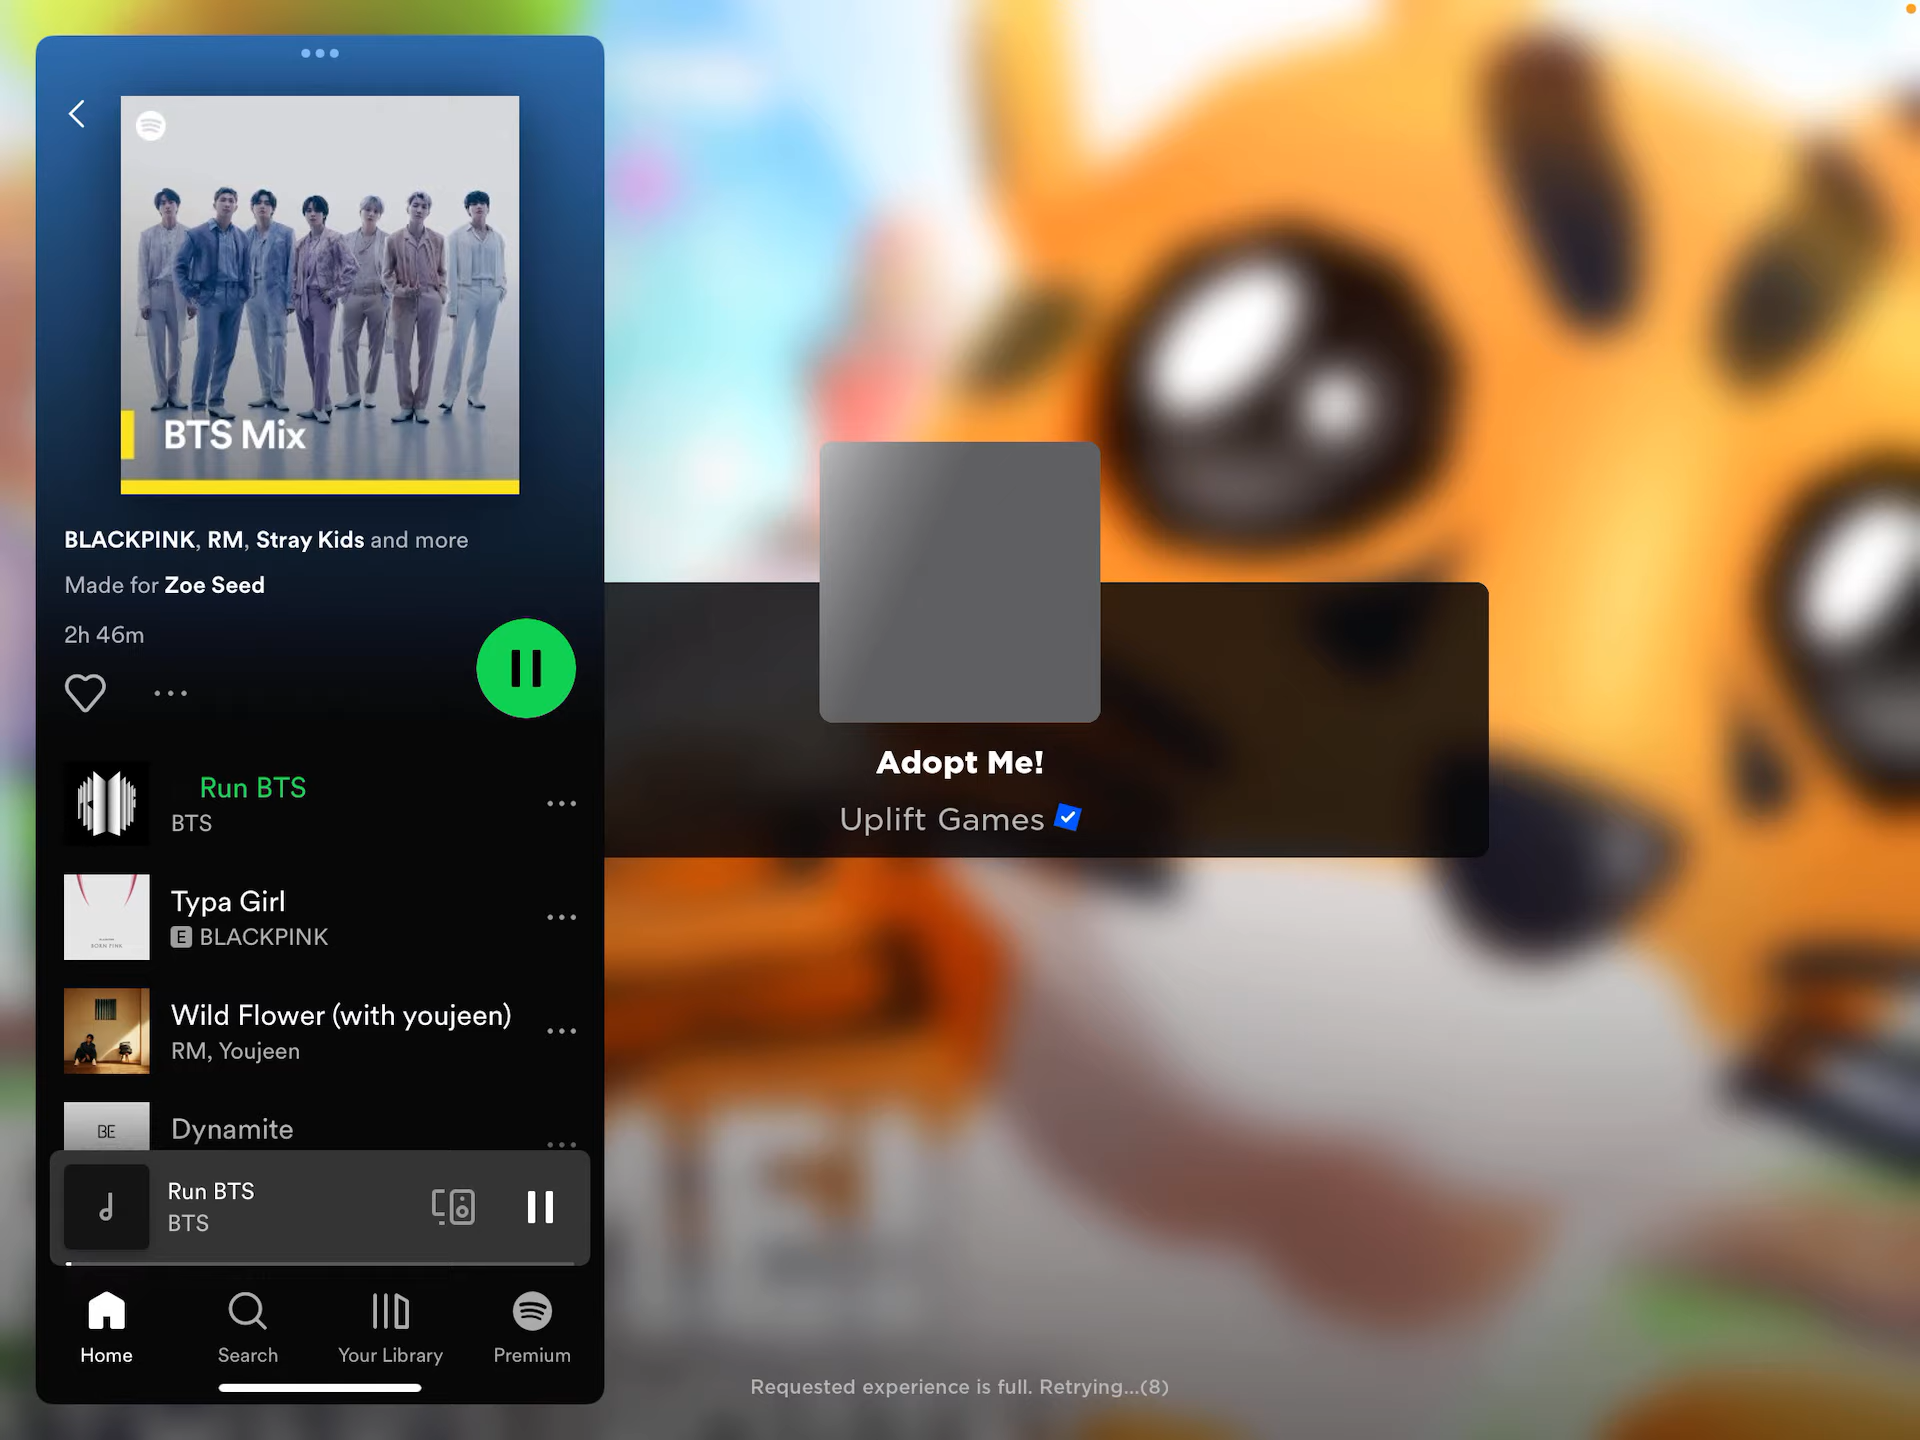 BTS Mix
BLACKPINK, RM, Stray Kids and more
Made for Zoe Seed
2h 46m
Run BTS
BTS
Typa Girl
E BLACKPINK
BORN PINK
Wild Flower (with youjeen)
RM, Youjeen
BE
Dynamite
Run BTS
BTS
Home
Search
Your Library
Premium
Adopt Me!
Uplift Games
Requested experience is full. Retrying...(8)